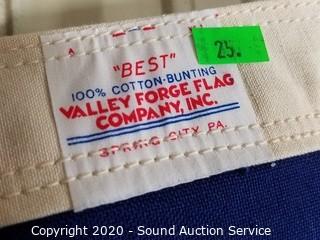 25.
"BEST"
100% COTTON-BUNTING
VALLEY FORGE FLAG
COMPANY, INC.
SPRING CITY PA.
Copyright 2020 - Sound Auction Service